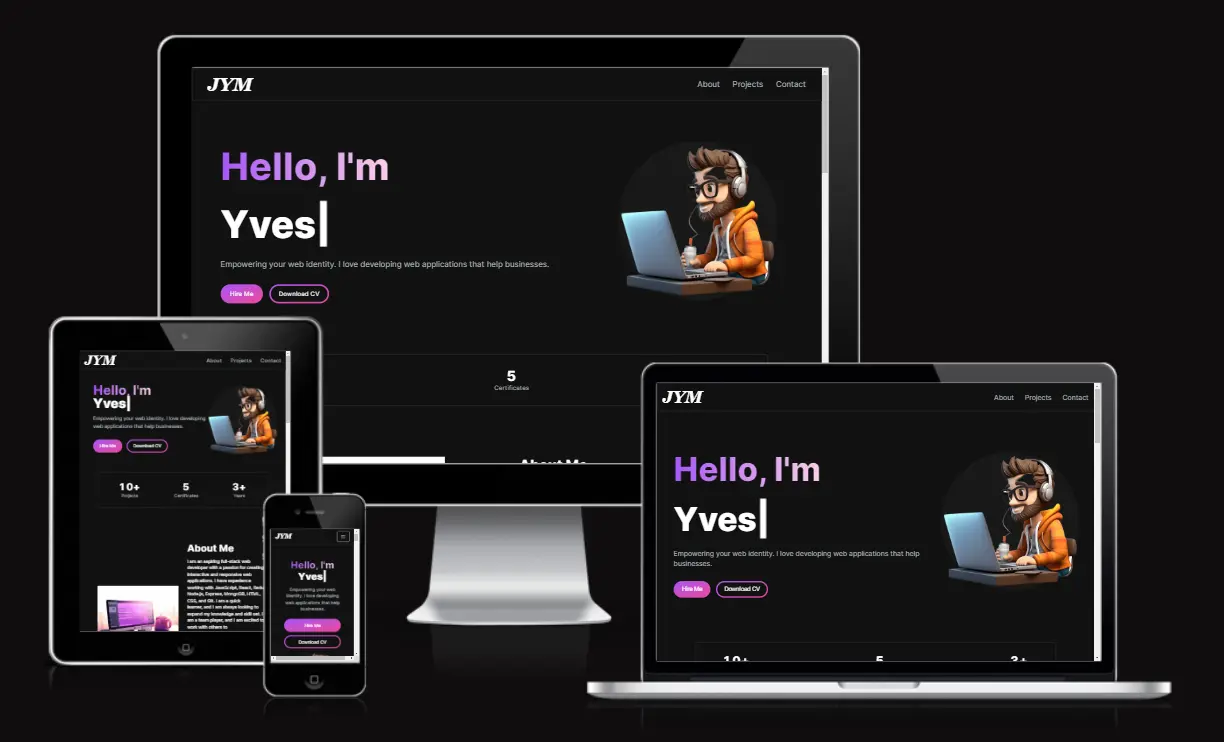 JYM
About Projects Contact
Hello, I'm
Yves
Empowering your web identity. I love developing web applications that help businesses.
Hire Me Download CV
5
Certificates
About Me
JYM
About Projects Contact
Hello, I'm
Yves
Empowering your web identity. I love developing
web applications that help businesses.
Hire Me Download CV
10+ 5 3+
Projects Certificates Years
About Me
I am an aspiring full-stack web
developer with a passion for creating
interactive and responsive web
applications. I have experience
working with JavaScript, React, Redu
Node.js, Express, MongoDB, HTML,
CSS, and Git. I am a quick
learner, and I am always looking to
expand my knowledge and skill set. I
am a team player, and I am excited to
work with others to
JYM
Hello, I'm
Yves
Empowering your web
identity. I love developing
web applications that help
businesses.
Hire Me
Download CV
JYM
About Projects Contact
Hello, I'm
Yves
Empowering your web identity. I love developing web applications that help
businesses.
Hire Me Download CV
10+ 5 3+